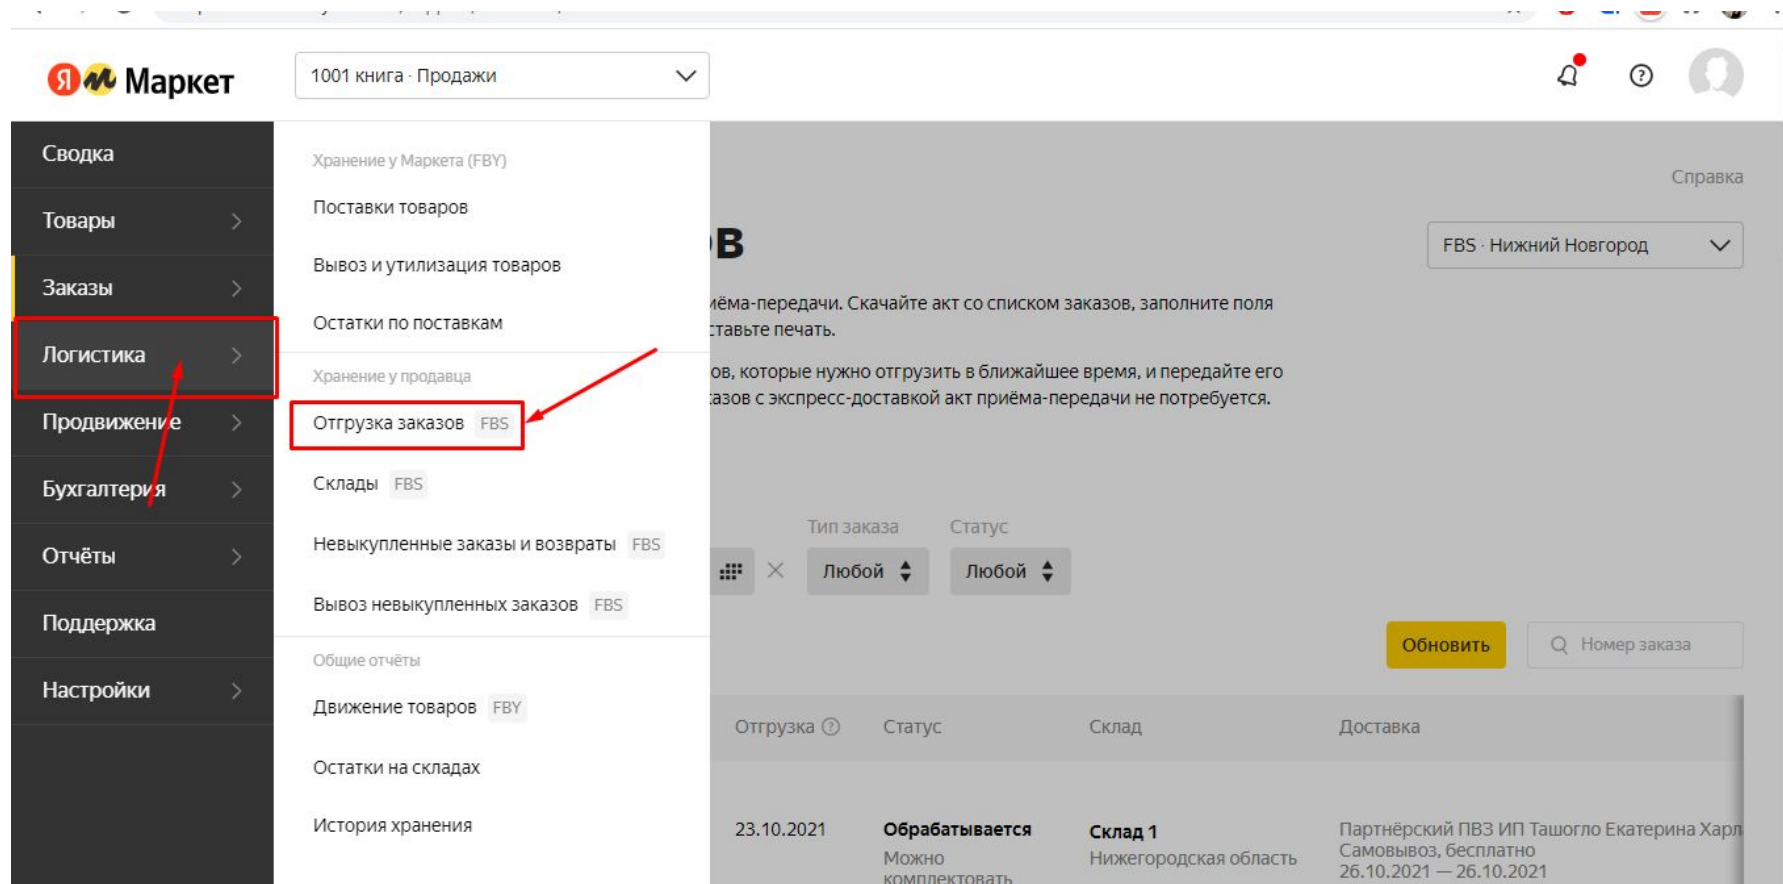 Маркет
1001 книга · Продажи
Сводка
Товары
Заказы
Логистика
Продвижение
Бухгалтерия
Отчёты
Поддержка
Настройки
Хранение у Маркета (FBY)
Поставки товаров
Вывоз и утилизация товаров
Остатки по поставкам
Хранение у продавца
Отгрузка заказов FBS
Склады FBS
Невыкупленные заказы и возвраты FBS
Вывоз невыкупленных заказов FBS
Общие отчёты
Движение товаров FBY
Остатки на складах
История хранения
Справка
ов
FBS · Нижний Новгород
иёма-передачи. Скачайте акт со списком заказов, заполните поля
ставьте печать.
ов, которые нужно отгрузить в ближайшее время, и передайте его
казов с экспресс-доставкой акт приёма-передачи не потребуется.
Тип заказа Статус
Любой Любой
Обновить Номер заказа
Отгрузка Статус Склад Доставка
23.10.2021 Обрабатывается Склад 1 Партнёрский ПВЗ ИП Ташогло Екатерина Харл
Можно Нижегородская область Самовывоз, бесплатно
комплектовать 26.10.2021 — 26.10.2021